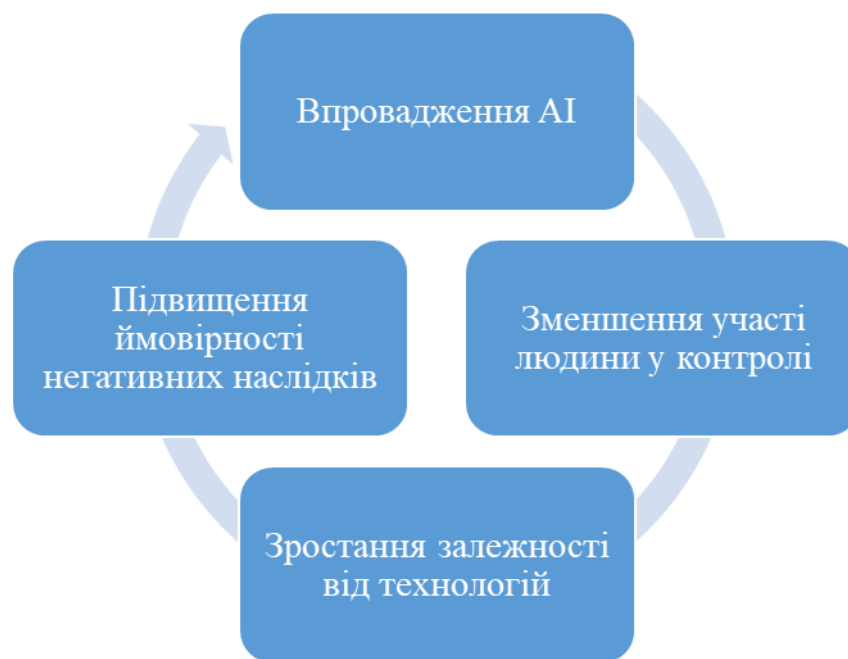 Впровадження AI
Зменшення участі
людини у контролі
Зростання залежності
від технологій
Підвищення
ймовірності
негативних наслідків